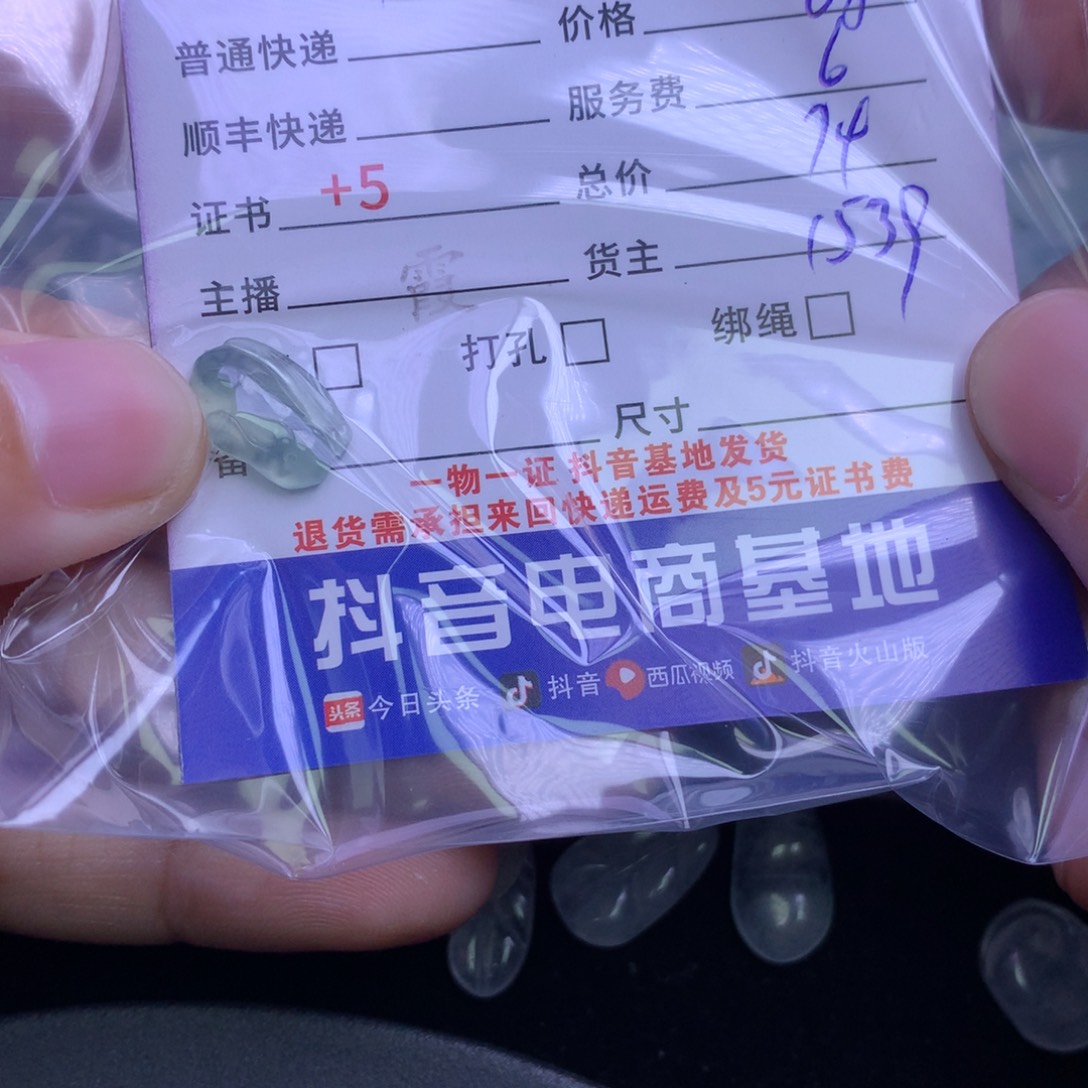 普通快递 价格
顺丰快递 服务费 6
证书 +5 总价 74
主播 霞 货主 1539
打孔 绑绳
尺寸
一物一证 抖音基地发货
退货需承担来回快递运费及5元证书费
抖音电商基地
头条 今日头条 抖音 西瓜视频 抖音火山版